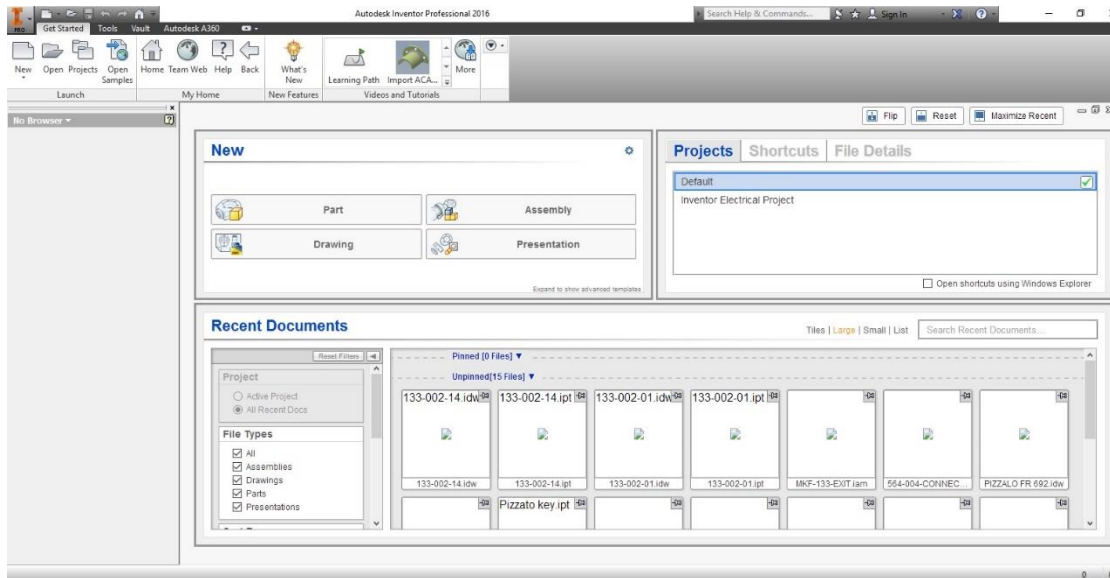 PRO
Autodesk Inventor Professional 2016
Search Help & Commands...
Sign In
Get Started Tools Vault Autodesk A360
New Open Projects Open Samples Home Team Web Help Back What's New Learning Path Import ACA... More
Launch My Home New Features Videos and Tutorials
No Browser
Flip Reset Maximize Recent
New
Part Assembly
Drawing Presentation
Expand to show advanced templates
Projects Shortcuts File Details
Default
Inventor Electrical Project
Open shortcuts using Windows Explorer
Recent Documents
Tiles | Large | Small | List Search Recent Documents...
Reset Filters
Project
Active Project
All Recent Docs
File Types
All
Assemblies
Drawings
Parts
Presentations
Pinned [0 Files]
Unpinned[15 Files]
133-002-14.idw 133-002-14.ipt 133-002-01.idw 133-002-01.ipt
133-002-14.idw 133-002-14.ipt 133-002-01.idw 133-002-01.ipt MKF-133-EXIT.iam 564-004-CONNEC... PIZZALO FR 692.idw
Pizzato key.ipt
0